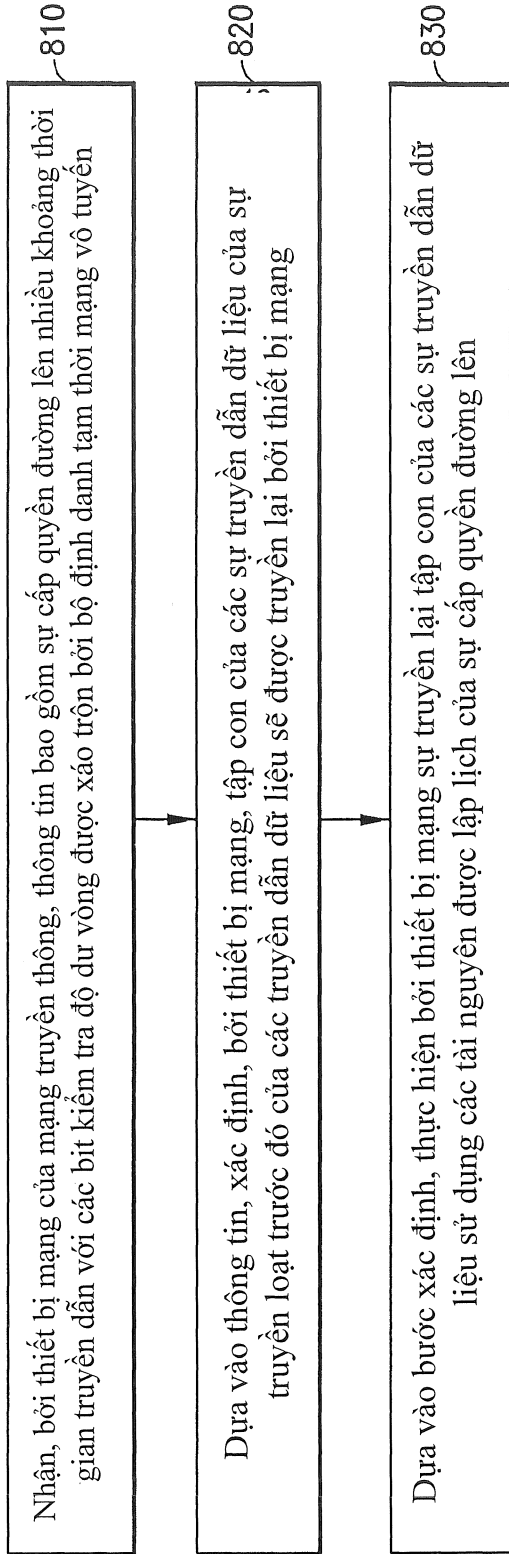 Nhận, bởi thiết bị mạng của mạng truyền thông, thông tin bao gồm sự cấp quyền đường lên nhiều khoảng thời
gian truyền dẫn với các bit kiểm tra độ dư vòng được xáo trộn bởi bộ định danh tạm thời mạng vô tuyến
810
Dựa vào thông tin, xác định, bởi thiết bị mạng, tập con của các sự truyền dẫn dữ liệu của sự
truyền loạt trước đó của các truyền dẫn dữ liệu sẽ được truyền lại bởi thiết bị mạng
820
Dựa vào bước xác định, thực hiện bởi thiết bị mạng sự truyền lại tập con của các sự truyền dẫn dữ
liệu sử dụng các tài nguyên được lập lịch của sự cấp quyền đường lên
830